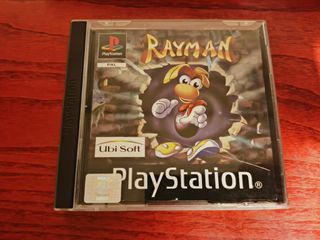 PlayStation
PAL
RAYMAN
Ubi Soft
PlayStation®